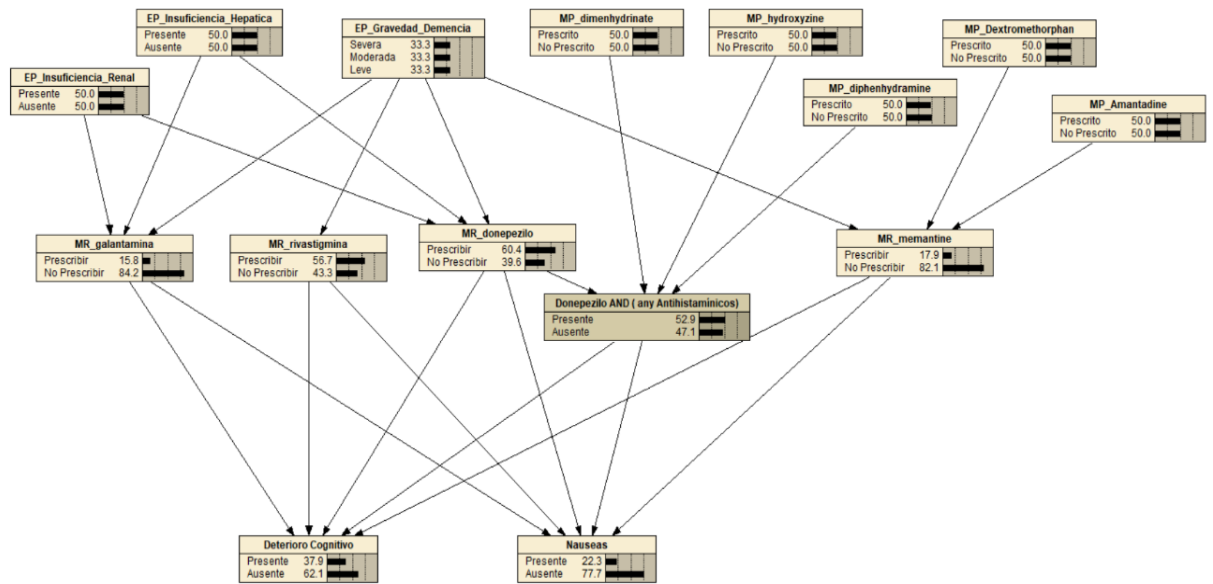 EP_Insuficiencia_Hepatica
Presente 50.0
Ausente 50.0
EP_Gravedad_Demencia
Severa 33.3
Moderada 33.3
Leve 33.3
MP_dimenhydrinate
Prescrito 50.0
No Prescrito 50.0
MP_hydroxyzine
Prescrito 50.0
No Prescrito 50.0
MP_Dextromethorphan
Prescrito 50.0
No Prescrito 50.0
EP_Insuficiencia_Renal
Presente 50.0
Ausente 50.0
MP_diphenhydramine
Prescrito 50.0
No Prescrito 50.0
MP_Amantadine
Prescrito 50.0
No Prescrito 50.0
MR_galantamina
Prescribir 15.8
No Prescribir 84.2
MR_rivastigmina
Prescribir 56.7
No Prescribir 43.3
MR_donepezilo
Prescribir 60.4
No Prescribir 39.6
MR_memantine
Prescribir 17.9
No Prescribir 82.1
Donepezilo AND ( any Antihistamínicos)
Presente 52.9
Ausente 47.1
Deterioro Cognitivo
Presente 37.9
Ausente 62.1
Nauseas
Presente 22.3
Ausente 77.7